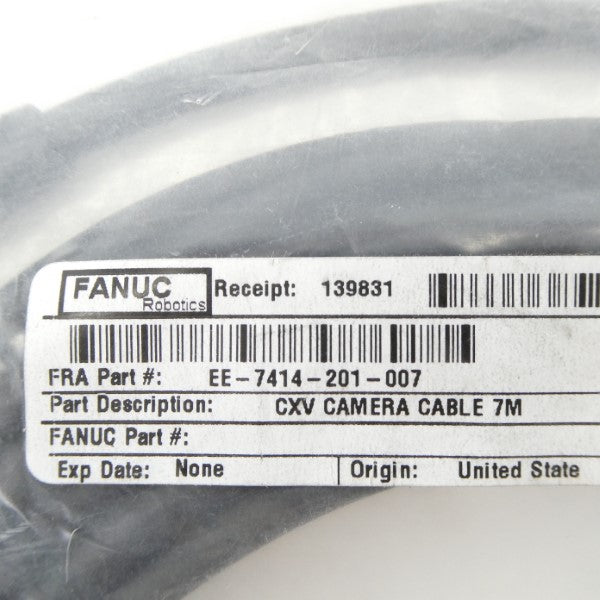 FANUC
Robotics
Receipt: 139831
FRA Part #: EE-7414-201-007
Part Description: CXV CAMERA CABLE 7M
FANUC Part #:
Exp Date: None Origin: United State